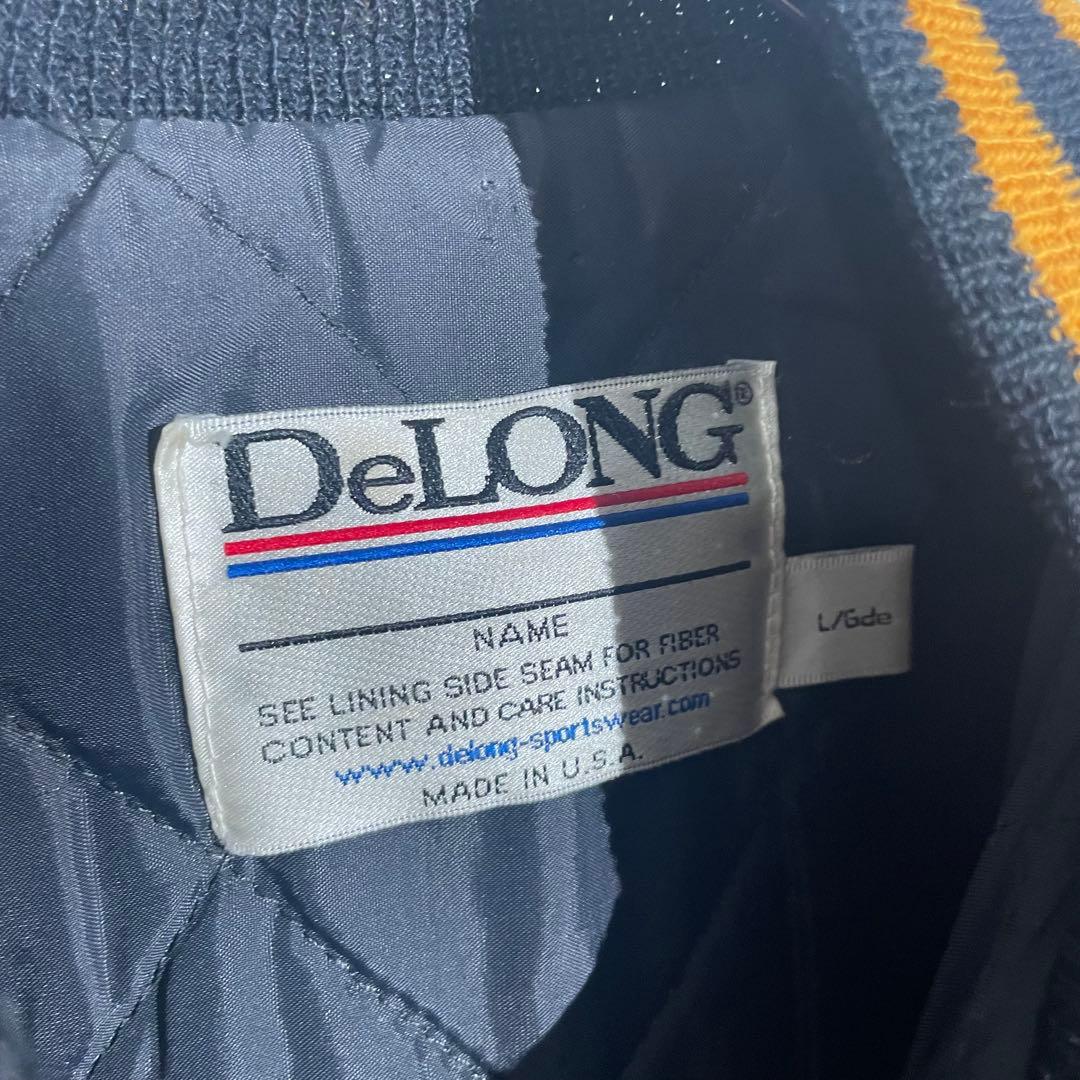 DeLONG®
NAME
SEE LINING SIDE SEAM FOR FIBER
CONTENT AND CARE INSTRUCTIONS
www.delong-sportswear.com
MADE IN U.S.A.
L/Gde